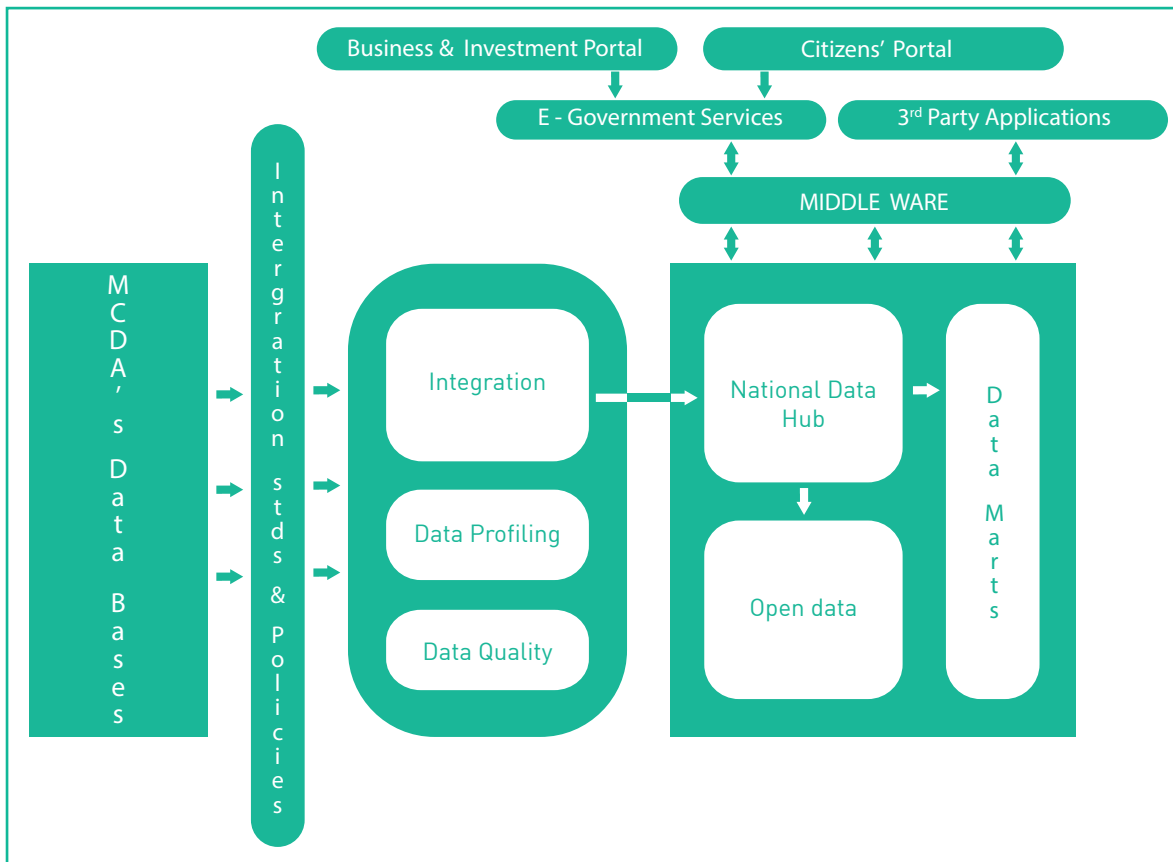 Business & Investment Portal
Citizens' Portal
E - Government Services
3rd Party Applications
MIDDLE WARE
MCDA's Data Bases
Intergration stds & Policies
Integration
Data Profiling
Data Quality
National Data
Hub
Open data
Data Marts